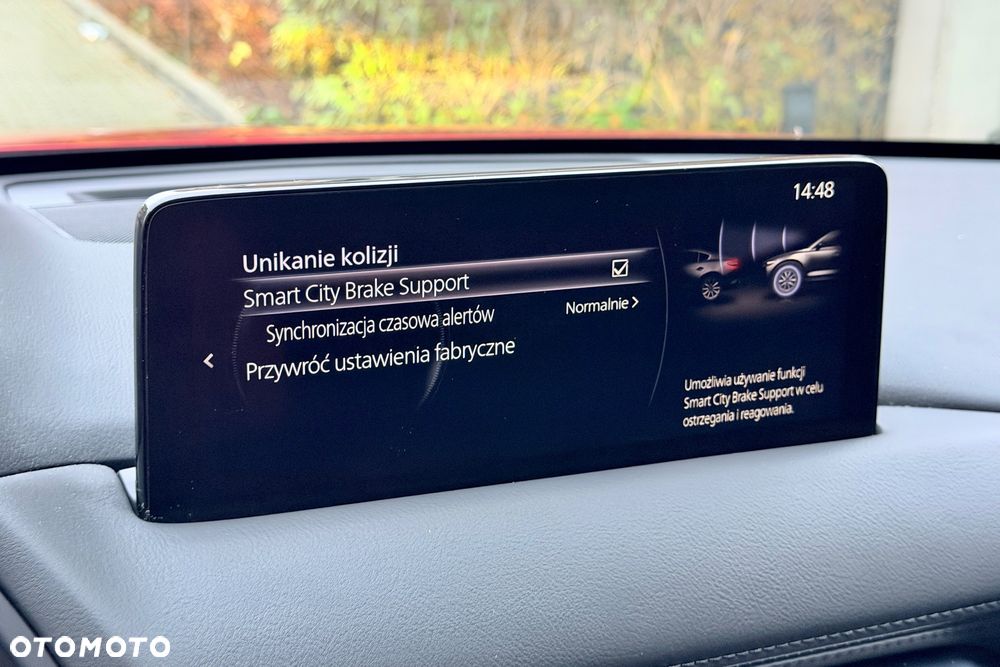 14:48
Unikanie kolizji
Smart City Brake Support
Synchronizacja czasowa alertów
Normalnie
Przywróć ustawienia fabryczne
Umożliwia używanie funkcji
Smart City Brake Support w celu
ostrzegania i reagowania.
OTOMOTO